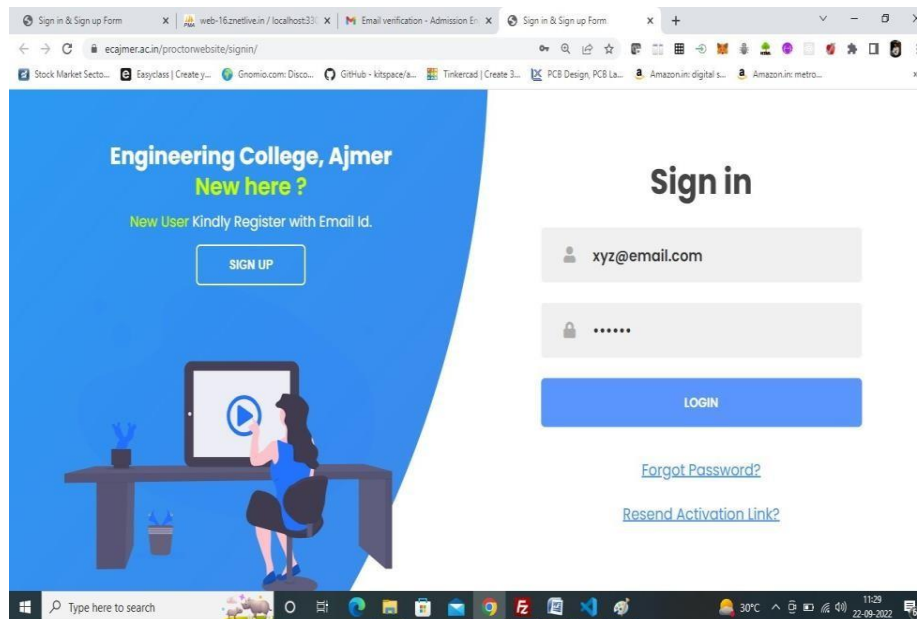 Sign in & Sign up Form
web-16.znetlive.in / localhost:33
Email verification - Admission En
Sign in & Sign up Form
ecajmer.ac.in/proctorwebsite/signin/
Stock Market Secto...
Easyclass | Create y...
Gnomio.com: Disco...
GitHub - kitspace/a...
Tinkercad | Create 3...
PCB Design, PCB La...
Amazon.in: digital s...
Amazon.in: metro...
Engineering College, Ajmer
New here ?
New User Kindly Register with Email Id.
SIGN UP
Sign in
xyz@email.com
••••••
LOGIN
Forgot Password?
Resend Activation Link?
Type here to search
30°C
11:29
22-09-2022